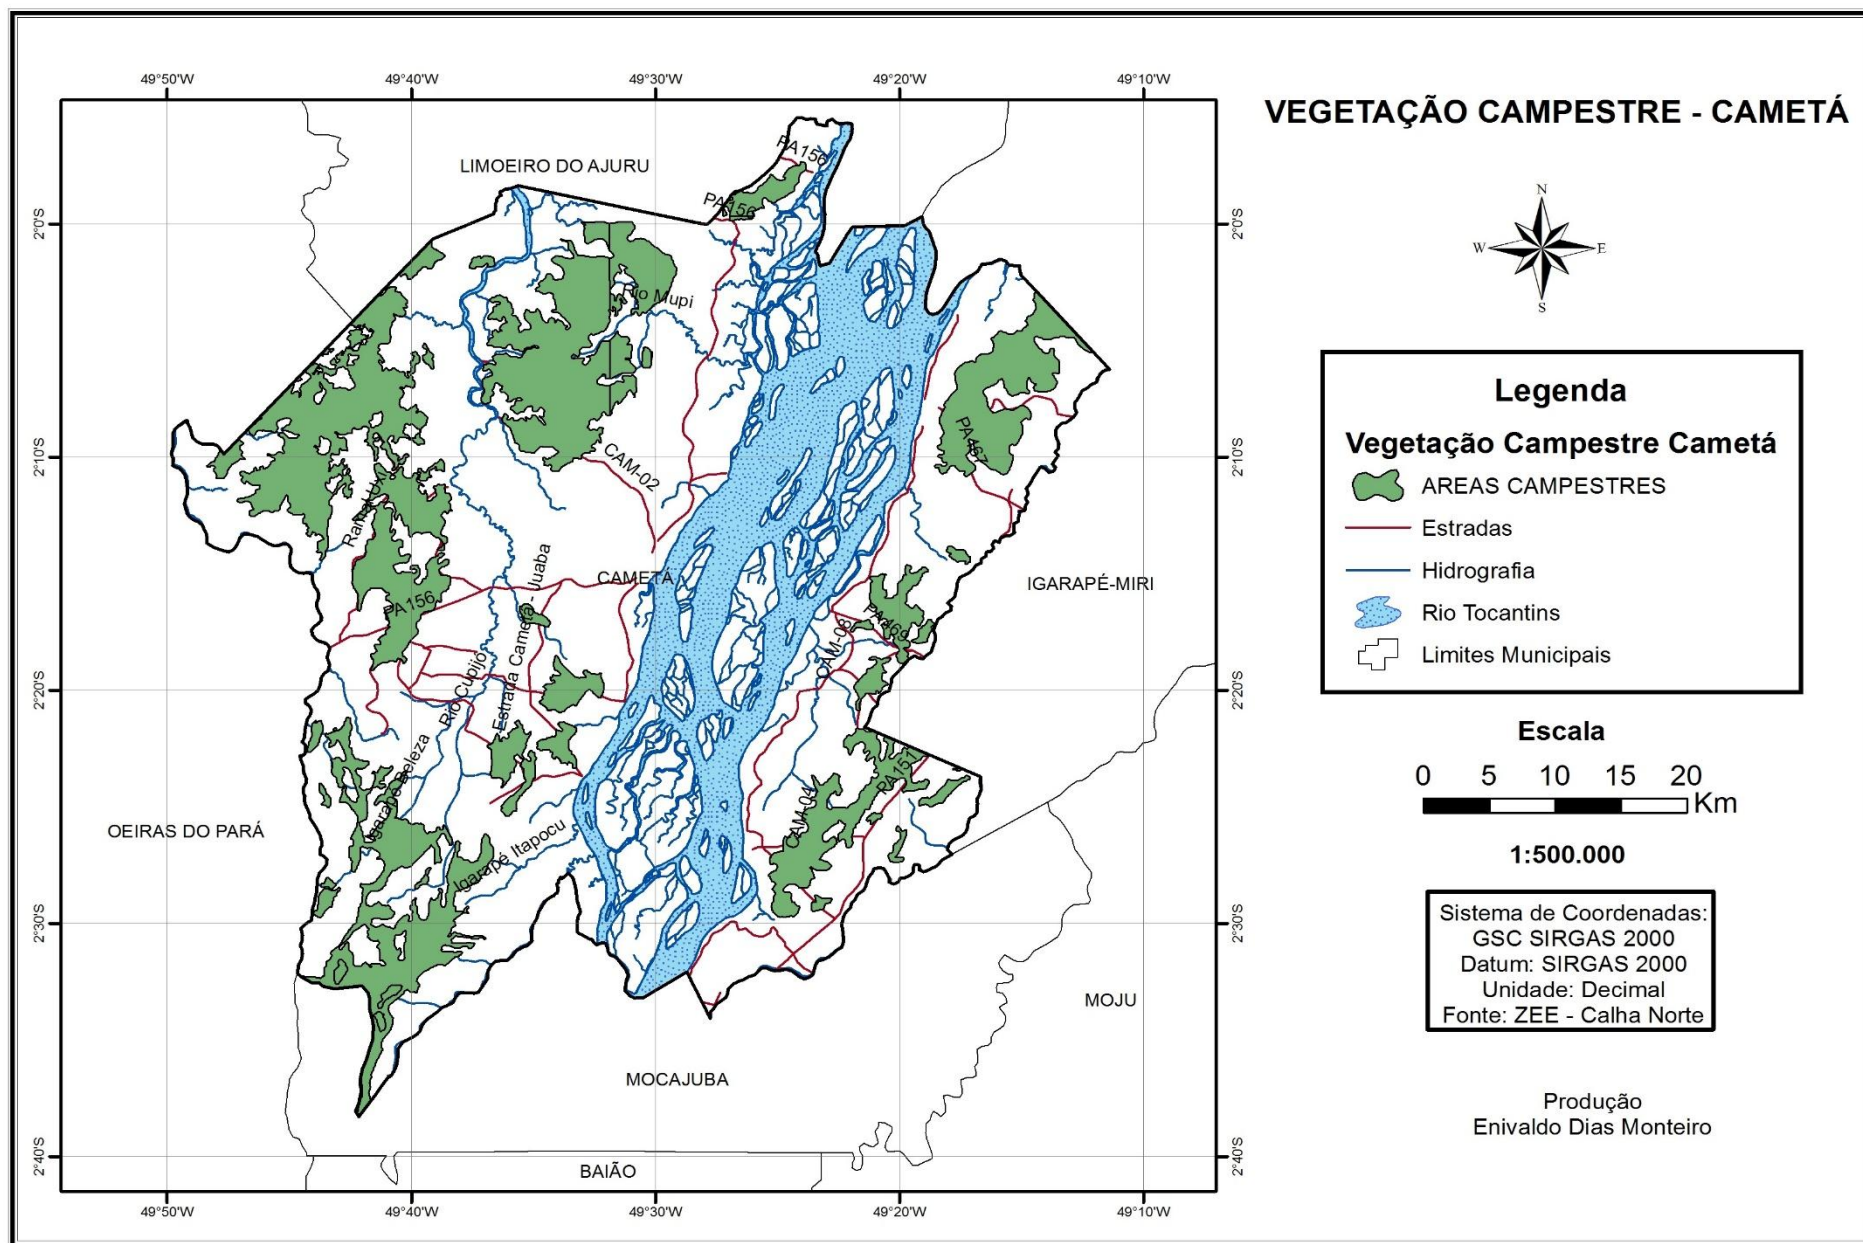 VEGETAÇÃO CAMPESTRE - CAMETÁ
49°50'W
49°40'W
49°30'W
49°20'W
49°10'W
2°0'S
2°10'S
2°20'S
2°30'S
2°40'S
2°0'S
2°10'S
2°20'S
2°30'S
2°40'S
49°50'W
49°40'W
49°30'W
49°20'W
49°10'W
LIMOEIRO DO AJURU
PA156
PA156
Rio Mupi
CAM-02
PA467
CAMETÁ
Estrada Cametá - Juaba
PA156
Rio Cupijo
IGARAPÉ-MIRI
PA469
CAM-08
PA151
CAM-04
Igarapé Itapocu
OEIRAS DO PARÁ
MOJU
MOCAJUBA
BAIÃO
N
W
E
S
Legenda
Vegetação Campestre Cametá
AREAS CAMPESTRES
Estradas
Hidrografia
Rio Tocantins
Limites Municipais
Escala
0 5 10 15 20
Km
1:500.000
Sistema de Coordenadas:
GSC SIRGAS 2000
Datum: SIRGAS 2000
Unidade: Decimal
Fonte: ZEE - Calha Norte
Produção
Enivaldo Dias Monteiro